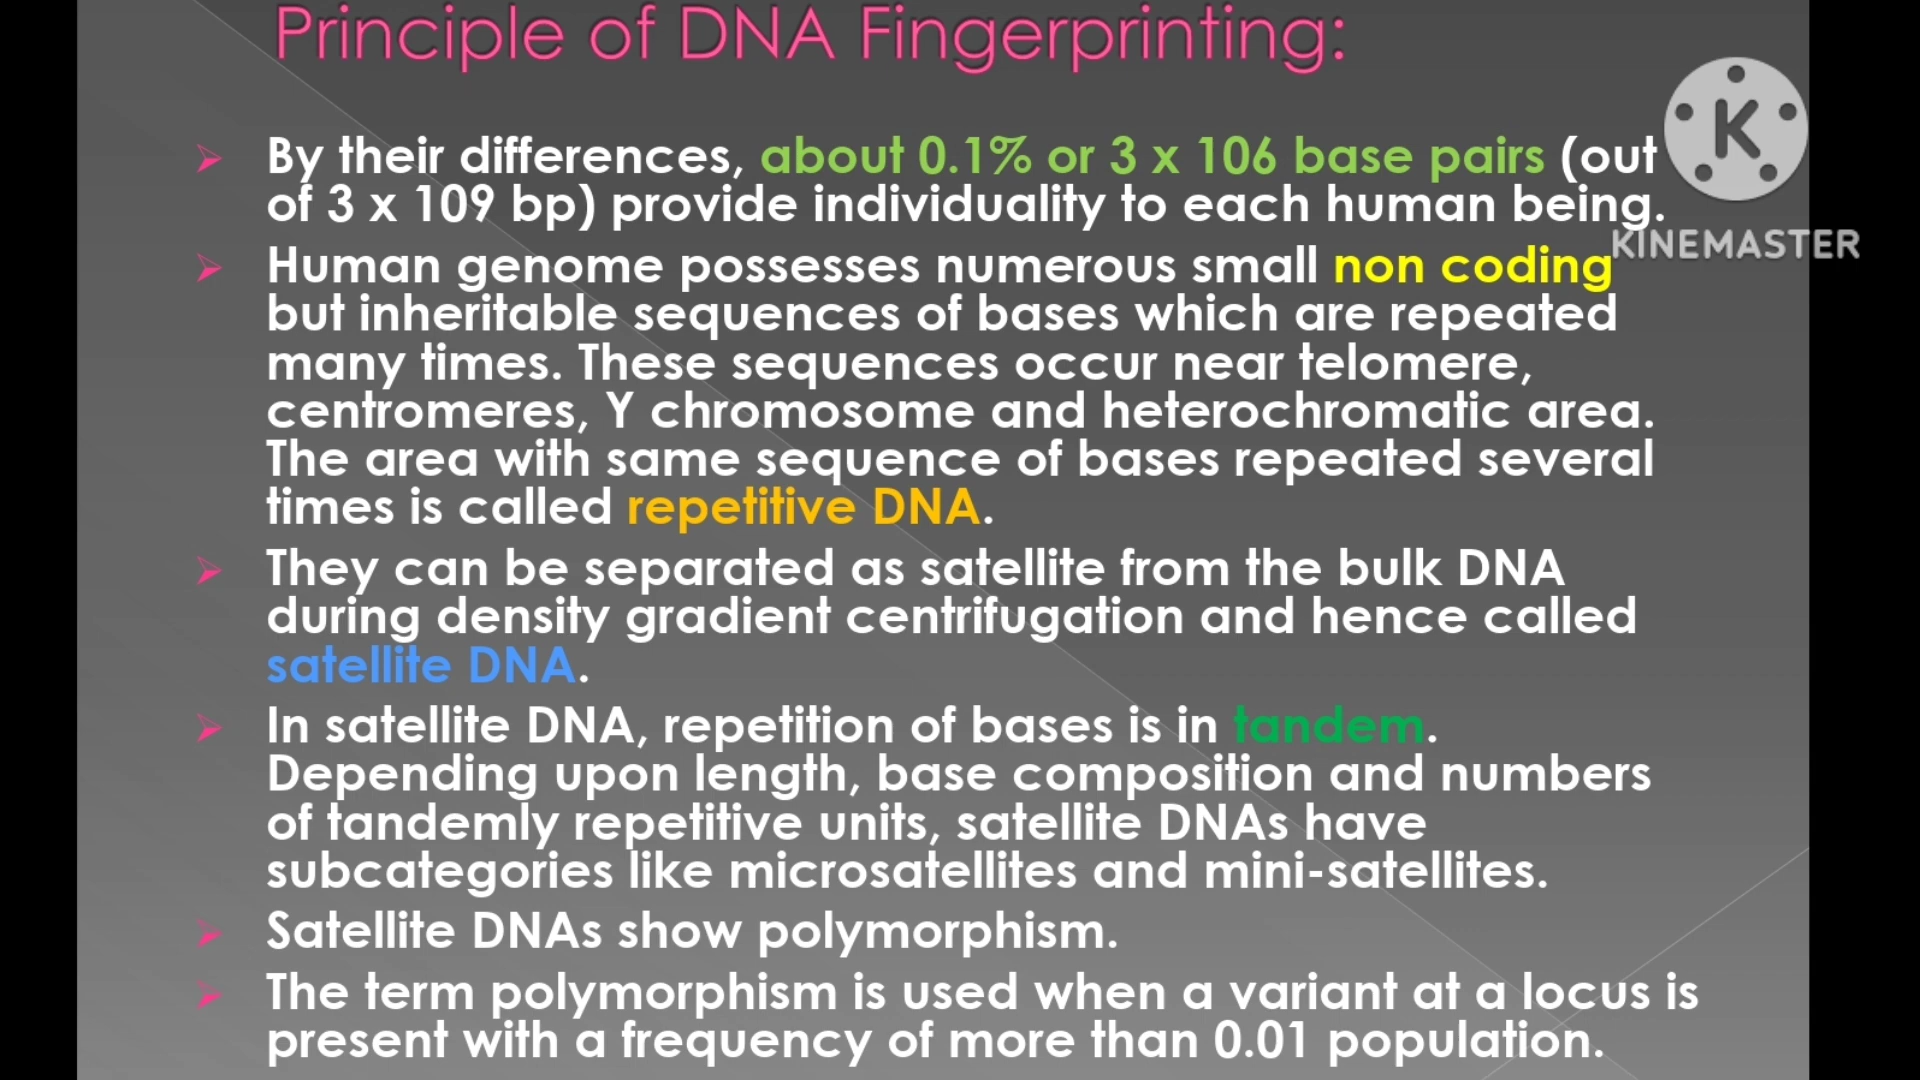 Principle of DNA Fingerprinting:
By their differences, about 0.1% or 3 x 106 base pairs (out
of 3 x 109 bp) provide individuality to each human being.
Human genome possesses numerous small non coding
but inheritable sequences of bases which are repeated
many times. These sequences occur near telomere,
centromeres, Y chromosome and heterochromatic area.
The area with same sequence of bases repeated several
times is called repetitive DNA.
They can be separated as satellite from the bulk DNA
during density gradient centrifugation and hence called
satellite DNA.
In satellite DNA, repetition of bases is in tandem.
Depending upon length, base composition and numbers
of tandemly repetitive units, satellite DNAs have
subcategories like microsatellites and mini-satellites.
Satellite DNAs show polymorphism.
The term polymorphism is used when a variant at a locus is
present with a frequency of more than 0.01 population.
K
KINEMASTER